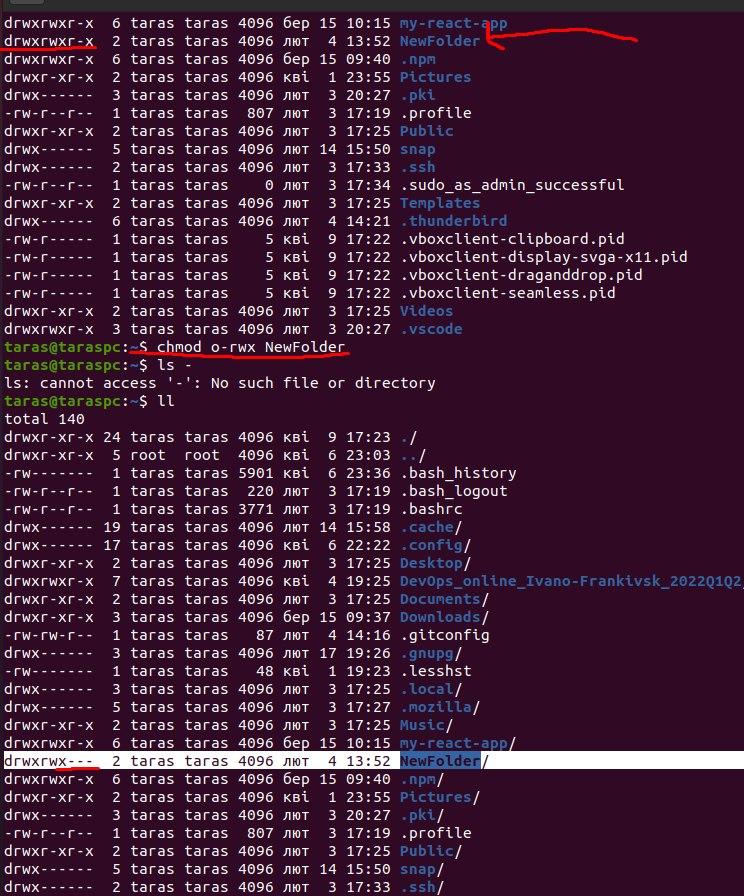 drwxrwxr-x  6 taras taras 4096 бер 15 10:15 my-react-app
drwxrwxr-x  2 taras taras 4096 лют  4 13:52 NewFolder
drwxrwxr-x  6 taras taras 4096 бер 15 09:40 .npm
drwxr-xr-x  2 taras taras 4096 кві  1 23:55 Pictures
drwx------  3 taras taras 4096 лют  3 20:27 .pki
-rw-r--r--  1 taras taras  807 лют  3 17:19 .profile
drwxr-xr-x  2 taras taras 4096 лют  3 17:25 Public
drwx------  5 taras taras 4096 лют 14 15:50 snap
drwx------  2 taras taras 4096 лют  3 17:33 .ssh
-rw-r--r--  1 taras taras    0 лют  3 17:34 .sudo_as_admin_successful
drwxr-xr-x  2 taras taras 4096 лют  3 17:25 Templates
drwx------  6 taras taras 4096 лют  4 14:21 .thunderbird
-rw-r-----  1 taras taras    5 кві  9 17:22 .vboxclient-clipboard.pid
-rw-r-----  1 taras taras    5 кві  9 17:22 .vboxclient-display-svga-x11.pid
-rw-r-----  1 taras taras    5 кві  9 17:22 .vboxclient-draganddrop.pid
-rw-r-----  1 taras taras    5 кві  9 17:22 .vboxclient-seamless.pid
drwxr-xr-x  2 taras taras 4096 лют  3 17:25 Videos
drwxrwxr-x  3 taras taras 4096 лют  3 20:27 .vscode
taras@taraspc:~$ chmod o-rwx NewFolder
taras@taraspc:~$ ls -
ls: cannot access '-': No such file or directory
taras@taraspc:~$ ll
total 140
drwxr-xr-x 24 taras taras 4096 кві  9 17:23 ./
drwxr-xr-x  5 root  root  4096 кві  6 23:03 ../
-rw-------  1 taras taras 5901 кві  6 23:36 .bash_history
-rw-r--r--  1 taras taras  220 лют  3 17:19 .bash_logout
-rw-r--r--  1 taras taras 3771 лют  3 17:19 .bashrc
drwx------ 19 taras taras 4096 лют 14 15:58 .cache/
drwx------ 17 taras taras 4096 кві  6 22:22 .config/
drwxr-xr-x  2 taras taras 4096 лют  3 17:25 Desktop/
drwxrwxr-x  7 taras taras 4096 кві  4 19:25 DevOps_online_Ivano-Frankivsk_2022Q1Q2
drwxr-xr-x  2 taras taras 4096 лют  3 17:25 Documents/
drwxr-xr-x  3 taras taras 4096 бер 15 09:37 Downloads/
-rw-rw-r--  1 taras taras   87 лют  4 14:16 .gitconfig
drwx------  4 taras taras 4096 лют 17 19:26 .gnupg/
-rw-------  1 taras taras   48 кві  1 19:23 .lesshst
drwx------  3 taras taras 4096 лют  3 17:25 .local/
drwx------  5 taras taras 4096 лют  3 17:27 .mozilla/
drwxr-xr-x  2 taras taras 4096 лют  3 17:25 Music/
drwxrwxr-x  6 taras taras 4096 бер 15 10:15 my-react-app/
drwxrwx---  2 taras taras 4096 лют  4 13:52 NewFolder/
drwxrwxr-x  6 taras taras 4096 бер 15 09:40 .npm/
drwxr-xr-x  2 taras taras 4096 кві  1 23:55 Pictures/
drwx------  3 taras taras 4096 лют  3 20:27 .pki/
-rw-r--r--  1 taras taras  807 лют  3 17:19 .profile
drwxr-xr-x  2 taras taras 4096 лют  3 17:25 Public/
drwx------  5 taras taras 4096 лют 14 15:50 snap/
drwx------  2 taras taras 4096 лют  3 17:33 .ssh/